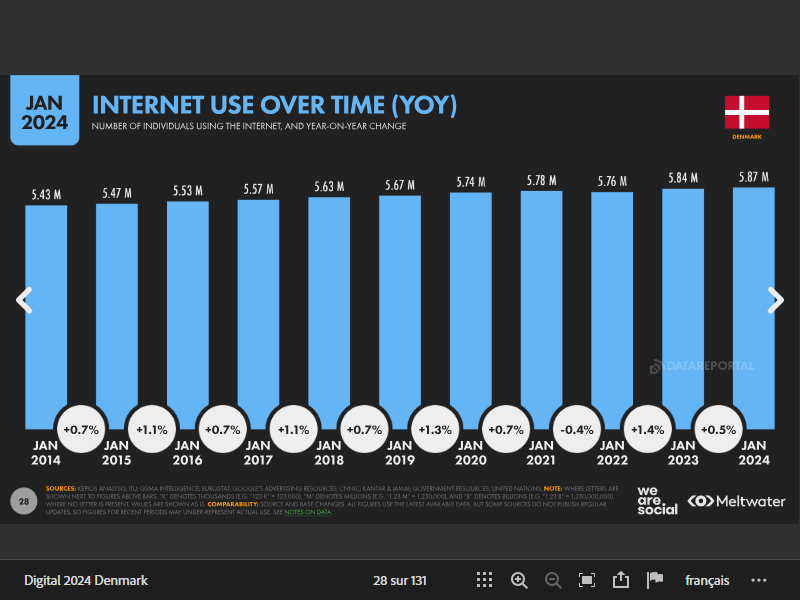 JAN
2024
INTERNET USE OVER TIME (YOY)
NUMBER OF INDIVIDUALS USING THE INTERNET, AND YEAR-ON-YEAR CHANGE
DENMARK
5.43 M
5.47 M
5.53 M
5.57 M
5.63 M
5.67 M
5.74 M
5.78 M
5.76 M
5.84 M
5.87 M
DATAREPORTAL
+0.7%
+1.1%
+0.7%
+1.1%
+0.7%
+1.3%
+0.7%
-0.4%
+1.4%
+0.5%
JAN
2014
JAN
2015
JAN
2016
JAN
2017
JAN
2018
JAN
2019
JAN
2020
JAN
2021
JAN
2022
JAN
2023
JAN
2024
28
SOURCES: KEPIOS ANALYSIS; ITU; GSMA INTELLIGENCE; EUROSTAT; GOOGLE'S ADVERTISING RESOURCES; CNNIC; KANTAR & IAMAI; GOVERNMENT RESOURCES; UNITED NATIONS. NOTE: WHERE LETTERS ARE
SHOWN NEXT TO FIGURES ABOVE BARS, "K" DENOTES THOUSANDS (E.G. "123 K" = 123,000), "M" DENOTES MILLIONS (E.G. "1.23 M" = 1,230,000), AND "B" DENOTES BILLIONS (E.G. "1.23 B" = 1,230,000,000).
WHERE NO LETTER IS PRESENT, VALUES ARE SHOWN AS IS. COMPARABILITY: SOURCE AND BASE CHANGES. ALL FIGURES USE THE LATEST AVAILABLE DATA, BUT SOME SOURCES DO NOT PUBLISH REGULAR
UPDATES, SO FIGURES FOR RECENT PERIODS MAY UNDER-REPRESENT ACTUAL USE. SEE NOTES ON DATA.
we
are.
social
Meltwater
Digital 2024 Denmark
28 sur 131
français